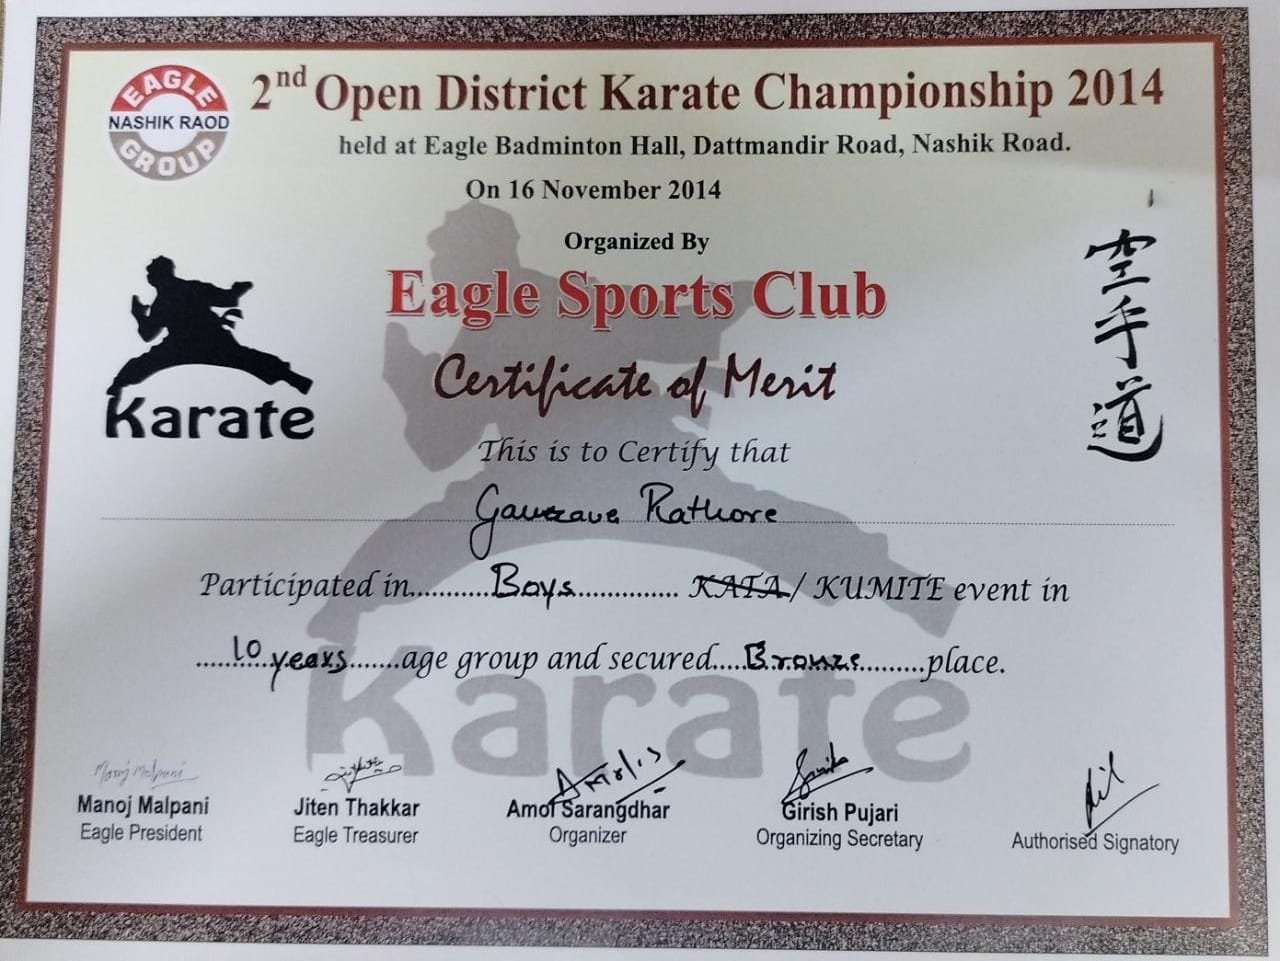 EAGLE
NASHIK RAOD
GROUP
2nd Open District Karate Championship 2014
held at Eagle Badminton Hall, Dattmandir Road, Nashik Road.
On 16 November 2014
Organized By
Eagle Sports Club
Certificate of Merit
Karate
空手道
This is to Certify that
Gaurave Rathore
Participated in............Boys............... KATA / KUMITE event in
......10 years.......age group and secured.....Bronze.........place.
Karate
Manoj Malpani
Manoj Malpani
Eagle President
Jiten Thakkar
Eagle Treasurer
Amol Sarangdhar
Organizer
Girish Pujari
Organizing Secretary
Authorised Signatory